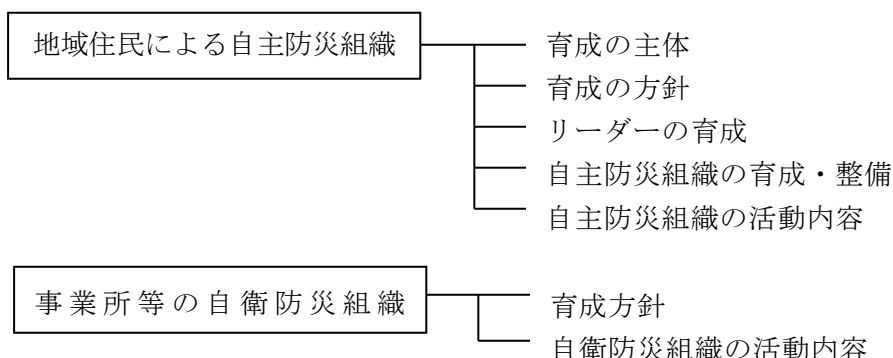 地域住民による自主防災組織
育成の主体
育成の方針
リーダーの育成
自主防災組織の育成・整備
自主防災組織の活動内容
事業所等の自衛防災組織
育成方針
自衛防災組織の活動内容